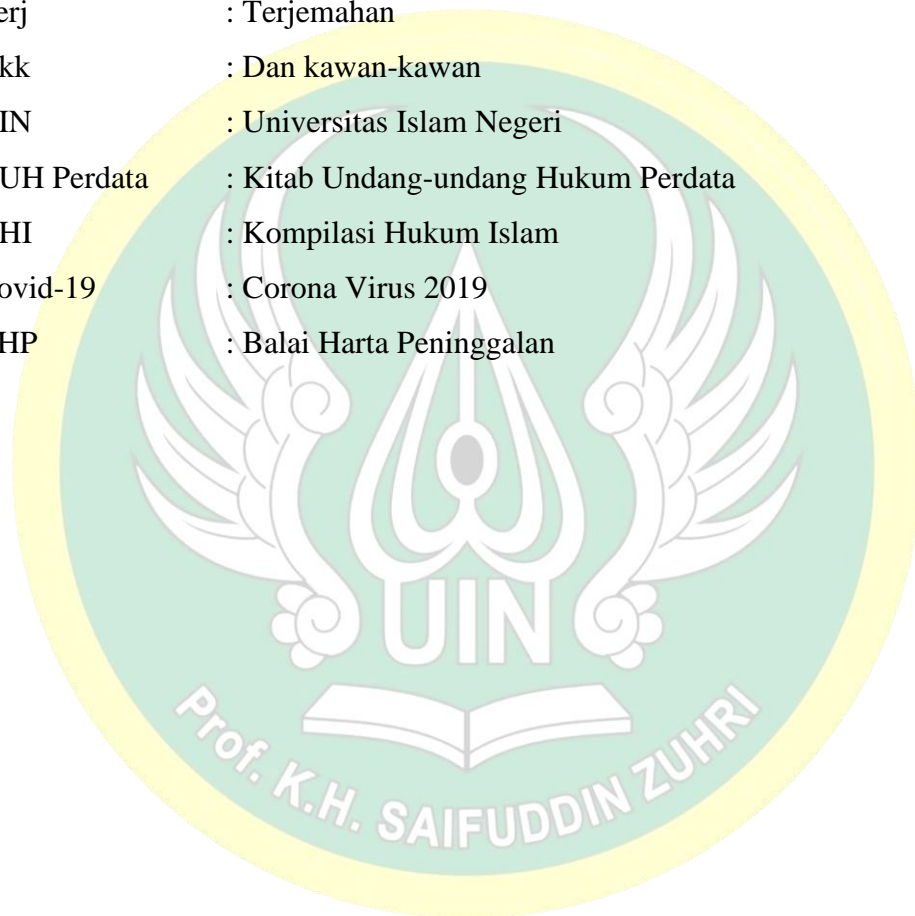 erj : Terjemahan
kk : Dan kawan-kawan
IN : Universitas Islam Negeri
UH Perdata : Kitab Undang-undang Hukum Perdata
HI : Kompilasi Hukum Islam
ovid-19 : Corona Virus 2019
HP : Balai Harta Peninggalan
UIN
Prof. K.H. SAIFUDDIN ZUHRI